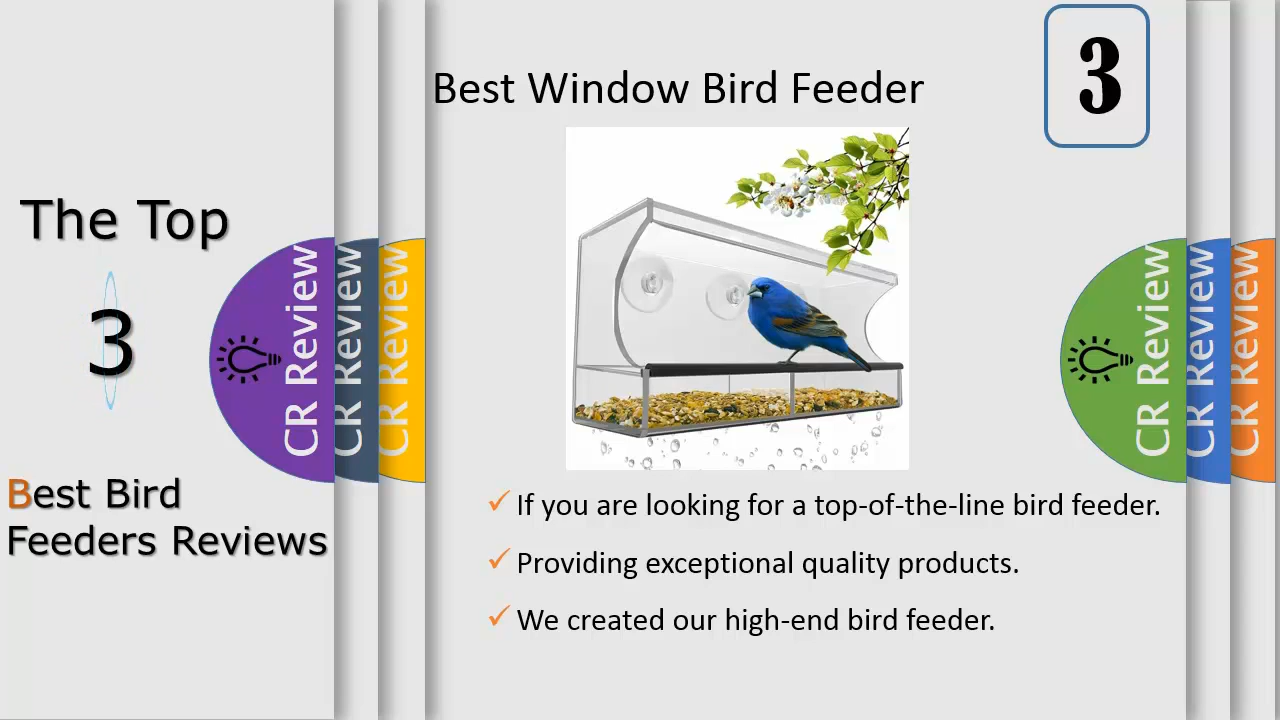 The Top
3
Best Bird
Feeders Reviews
CR Review
CR Review
CR Review
Best Window Bird Feeder
3
If you are looking for a top-of-the-line bird feeder.
Providing exceptional quality products.
We created our high-end bird feeder.
CR Review
CR Review
CR Review